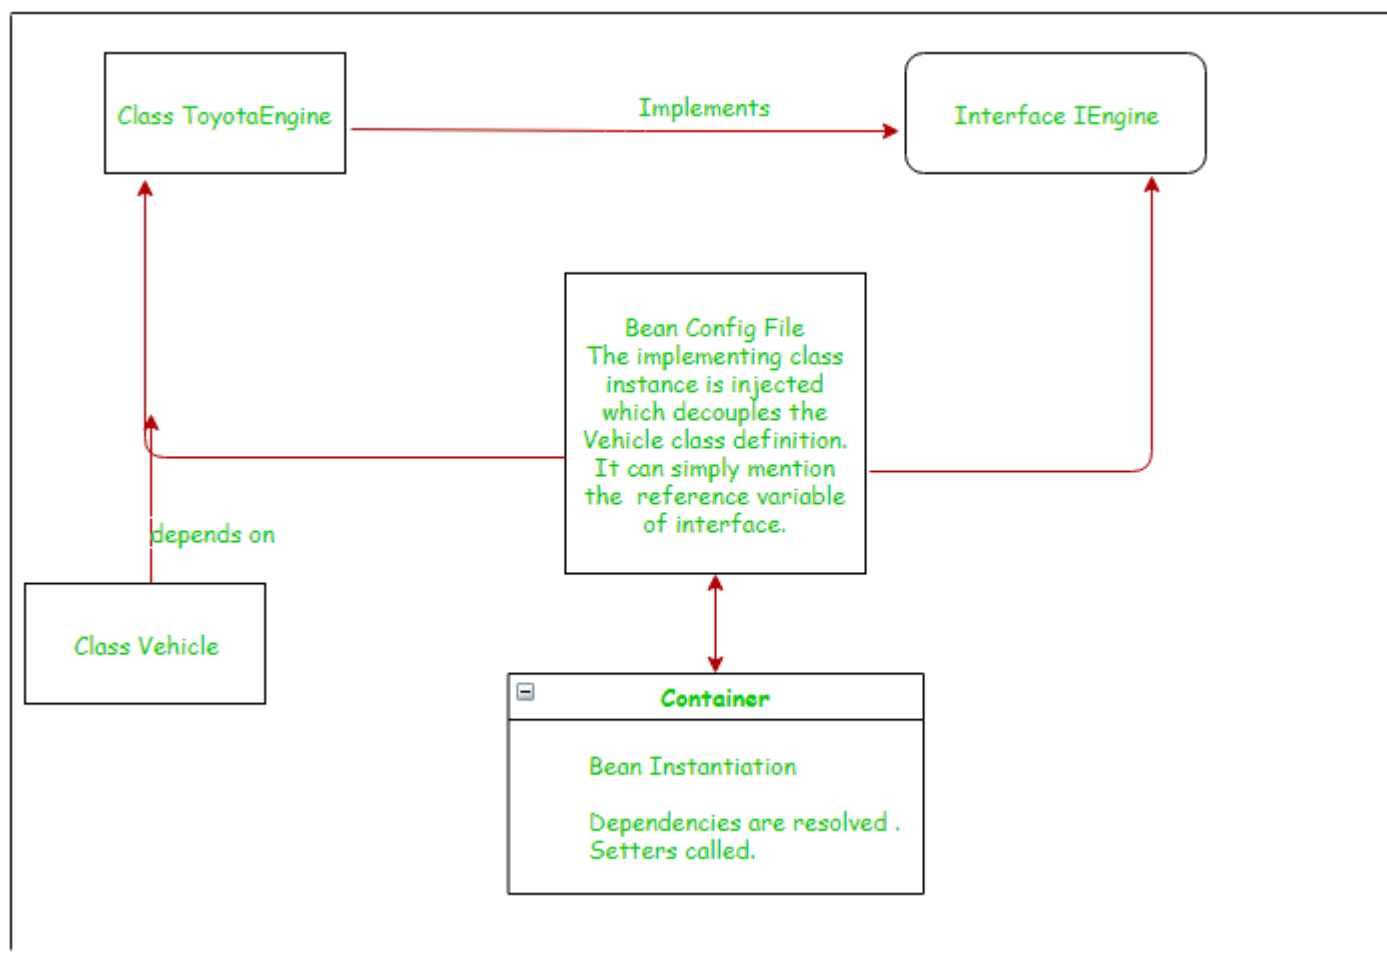 Class ToyotaEngine
Implements
Interface IEngine
Bean Config File
The implementing class
instance is injected
which decouples the
Vehicle class definition.
It can simply mention
the  reference variable
of interface.
depends on
Class Vehicle
Container
Bean Instantiation
Dependencies are resolved .
Setters called.